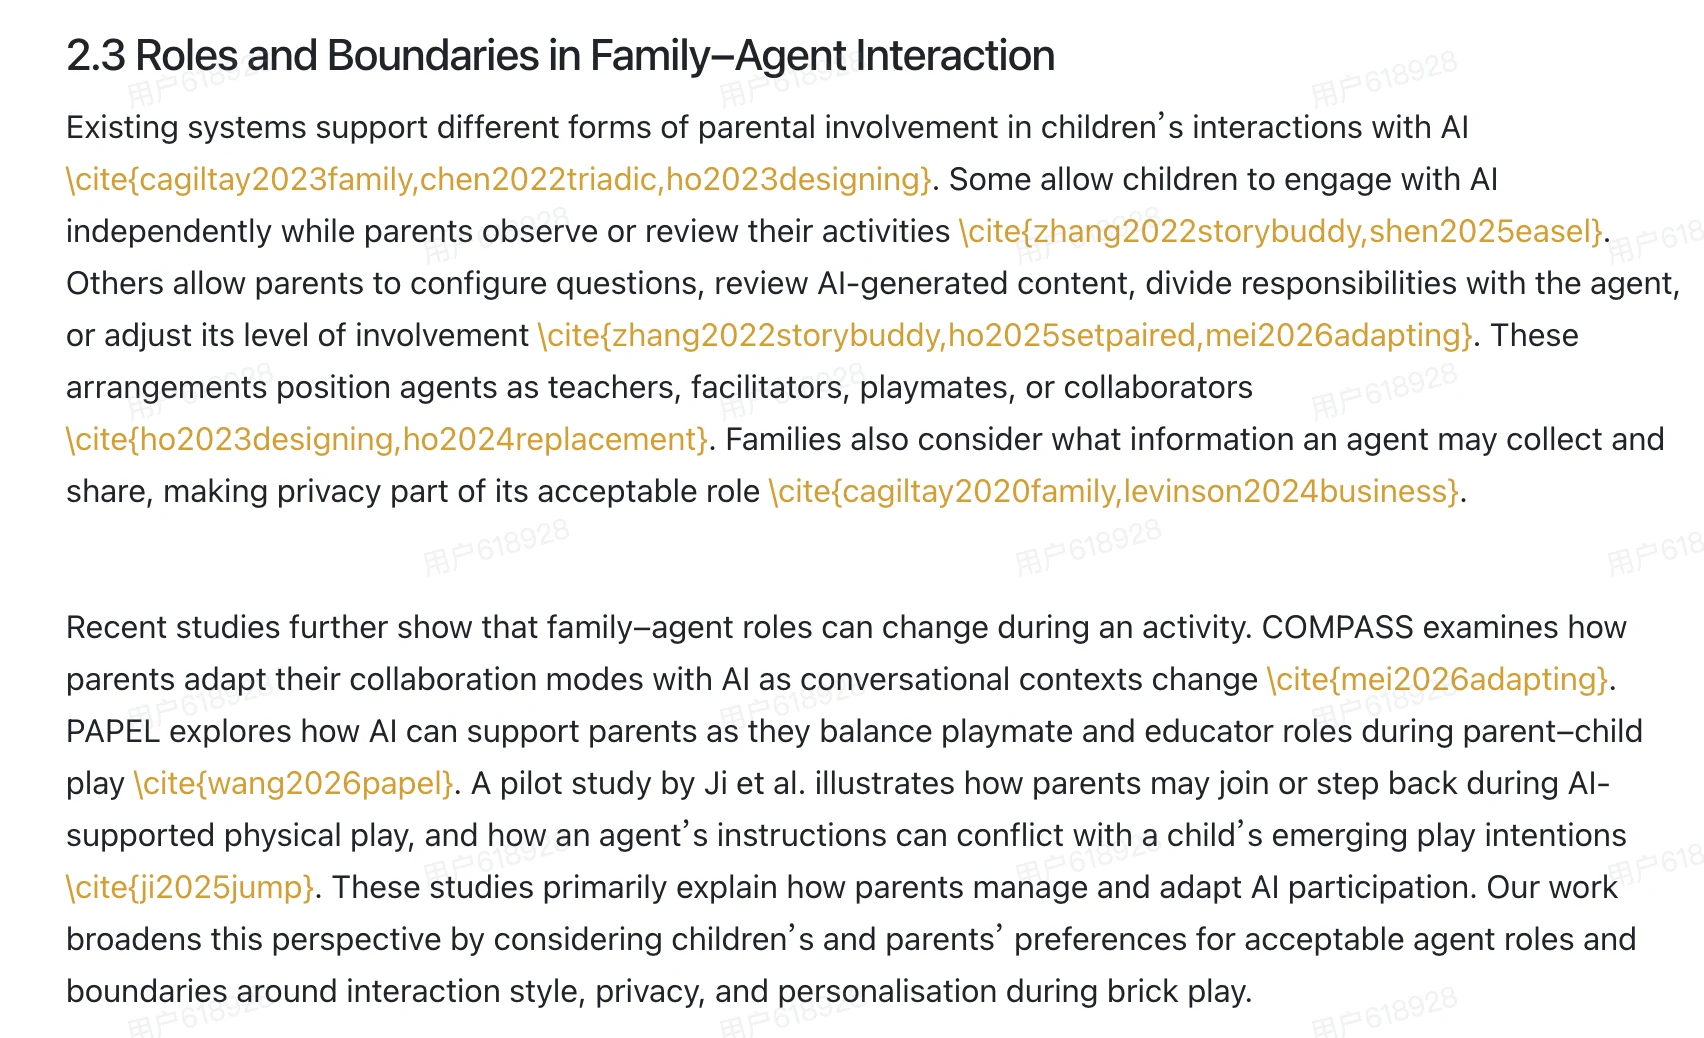 2.3 Roles and Boundaries in Family–Agent Interaction
Existing systems support different forms of parental involvement in children’s interactions with AI
\cite{cagiltay2023family,chen2022triadic,ho2023designing}. Some allow children to engage with AI
independently while parents observe or review their activities \cite{zhang2022storybuddy,shen2025easel}.
Others allow parents to configure questions, review AI-generated content, divide responsibilities with the agent,
or adjust its level of involvement \cite{zhang2022storybuddy,ho2025setpaired,mei2026adapting}. These
arrangements position agents as teachers, facilitators, playmates, or collaborators
\cite{ho2023designing,ho2024replacement}. Families also consider what information an agent may collect and
share, making privacy part of its acceptable role \cite{cagiltay2020family,levinson2024business}.
Recent studies further show that family–agent roles can change during an activity. COMPASS examines how
parents adapt their collaboration modes with AI as conversational contexts change \cite{mei2026adapting}.
PAPEL explores how AI can support parents as they balance playmate and educator roles during parent–child
play \cite{wang2026papel}. A pilot study by Ji et al. illustrates how parents may join or step back during AI-
supported physical play, and how an agent’s instructions can conflict with a child’s emerging play intentions
\cite{ji2025jump}. These studies primarily explain how parents manage and adapt AI participation. Our work
broadens this perspective by considering children’s and parents’ preferences for acceptable agent roles and
boundaries around interaction style, privacy, and personalisation during brick play.
用户618928